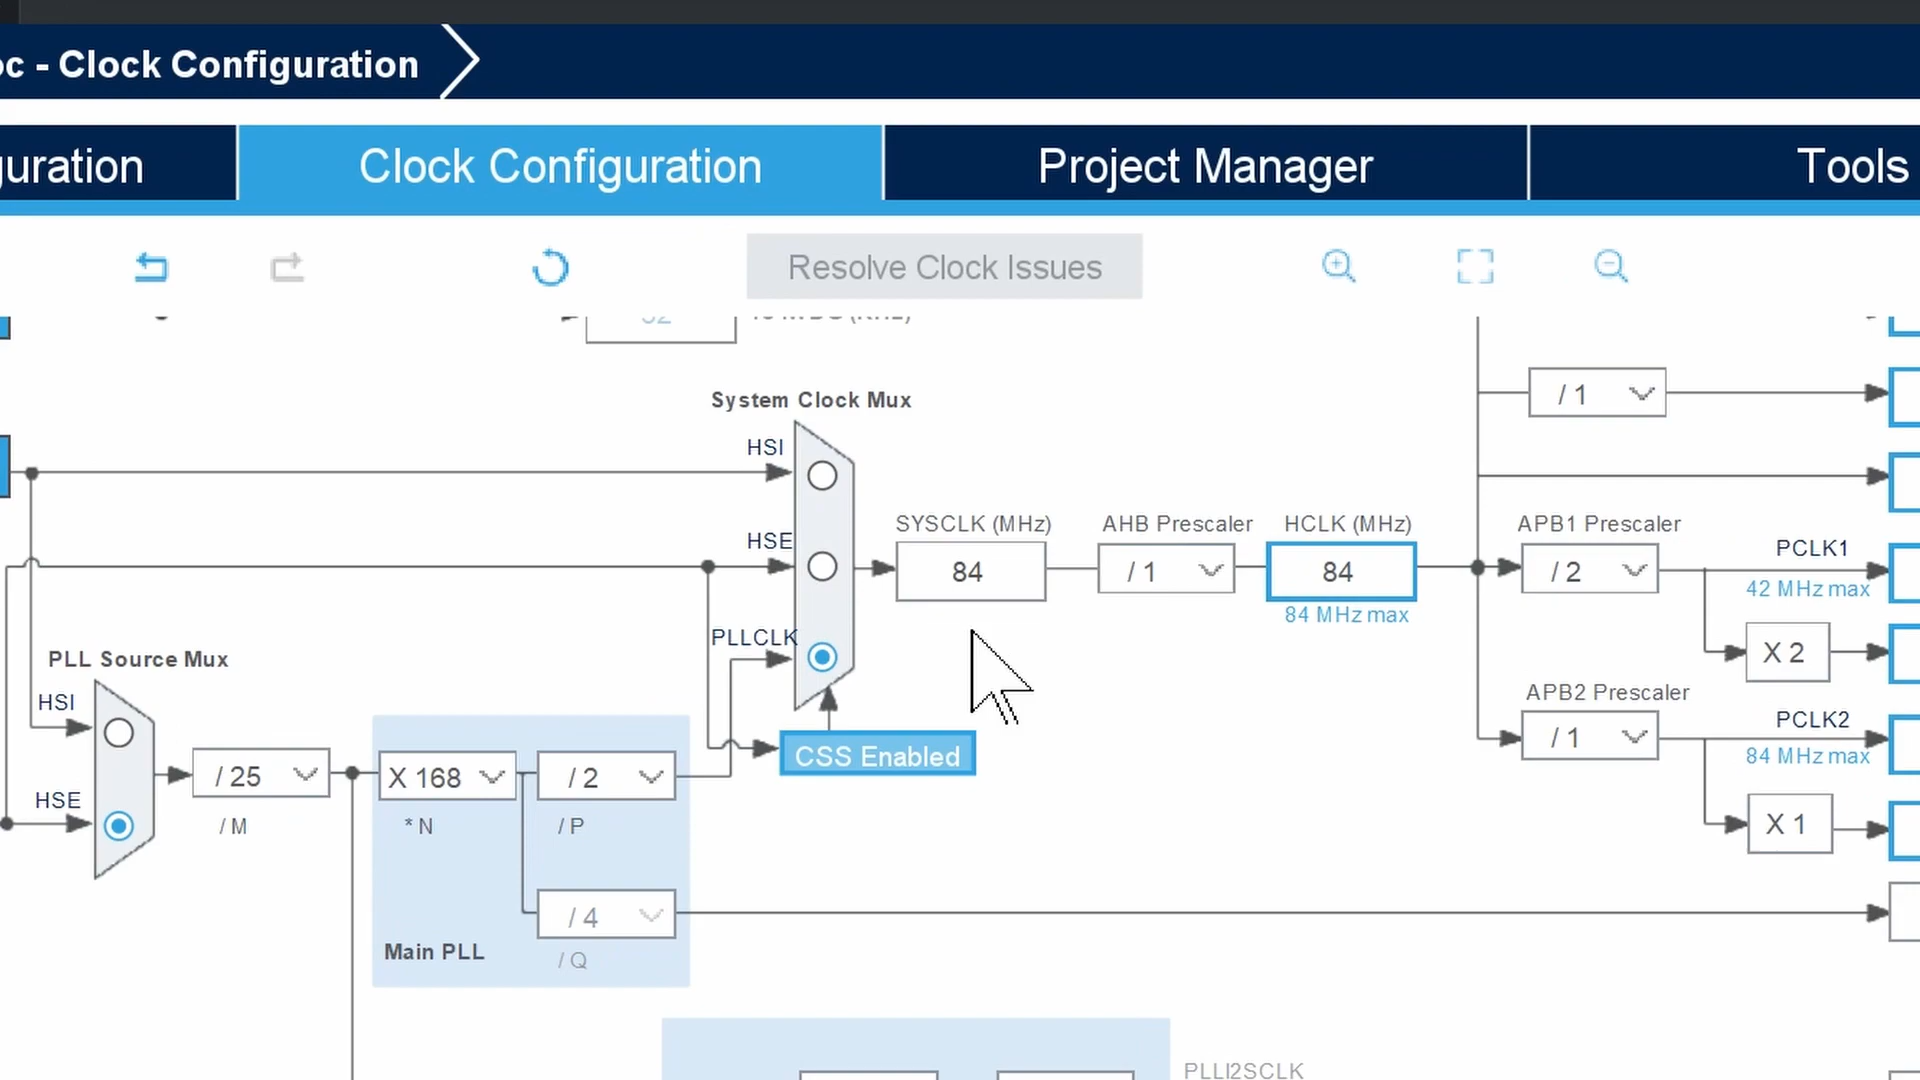 oc - Clock Configuration
guration
Clock Configuration
Project Manager
Tools
Resolve Clock Issues
System Clock Mux
HSI
/ 1
HSE
SYSCLK (MHz)
AHB Prescaler
HCLK (MHz)
APB1 Prescaler
84
/ 1
84
84 MHz max
/ 2
PCLK1
42 MHz max
PLLCLK
X 2
PLL Source Mux
HSI
APB2 Prescaler
/ 1
PCLK2
84 MHz max
CSS Enabled
/ 25
X 168
/ 2
HSE
/ M
* N
/ P
X 1
/ 4
Main PLL
/ Q
PLLI2SCLK